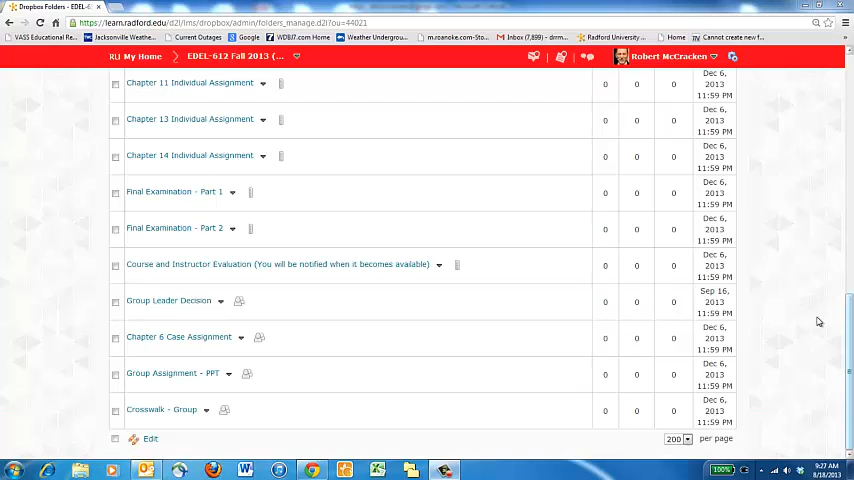 Dropbox Folders - EDEL-6
https://learn.radford.edu/d2l/lms/dropbox/admin/folders_manage.d2l?ou=44021
VASS Educational Re...
Jacksonville Weathe...
Current Outages
Google
WDBJ7.com Home
Weather Undergroun...
m.roanoke.com-Sto...
Inbox (7,899) - drrm...
Radford University ...
Home
Cannot create new f...
RU My Home
EDEL-612 Fall 2013 (...
Robert McCracken
Chapter 11 Individual Assignment 0 0 0 Dec 6, 2013 11:59 PM
Chapter 13 Individual Assignment 0 0 0 Dec 6, 2013 11:59 PM
Chapter 14 Individual Assignment 0 0 0 Dec 6, 2013 11:59 PM
Final Examination - Part 1 0 0 0 Dec 6, 2013 11:59 PM
Final Examination - Part 2 0 0 0 Dec 6, 2013 11:59 PM
Course and Instructor Evaluation (You will be notified when it becomes available) 0 0 0 Dec 6, 2013 11:59 PM
Group Leader Decision 0 0 0 Sep 16, 2013 11:59 PM
Chapter 6 Case Assignment 0 0 0 Dec 6, 2013 11:59 PM
Group Assignment - PPT 0 0 0 Dec 6, 2013 11:59 PM
Crosswalk - Group 0 0 0 Dec 6, 2013 11:59 PM
Edit
200 per page
100%
9:27 AM
8/18/2013